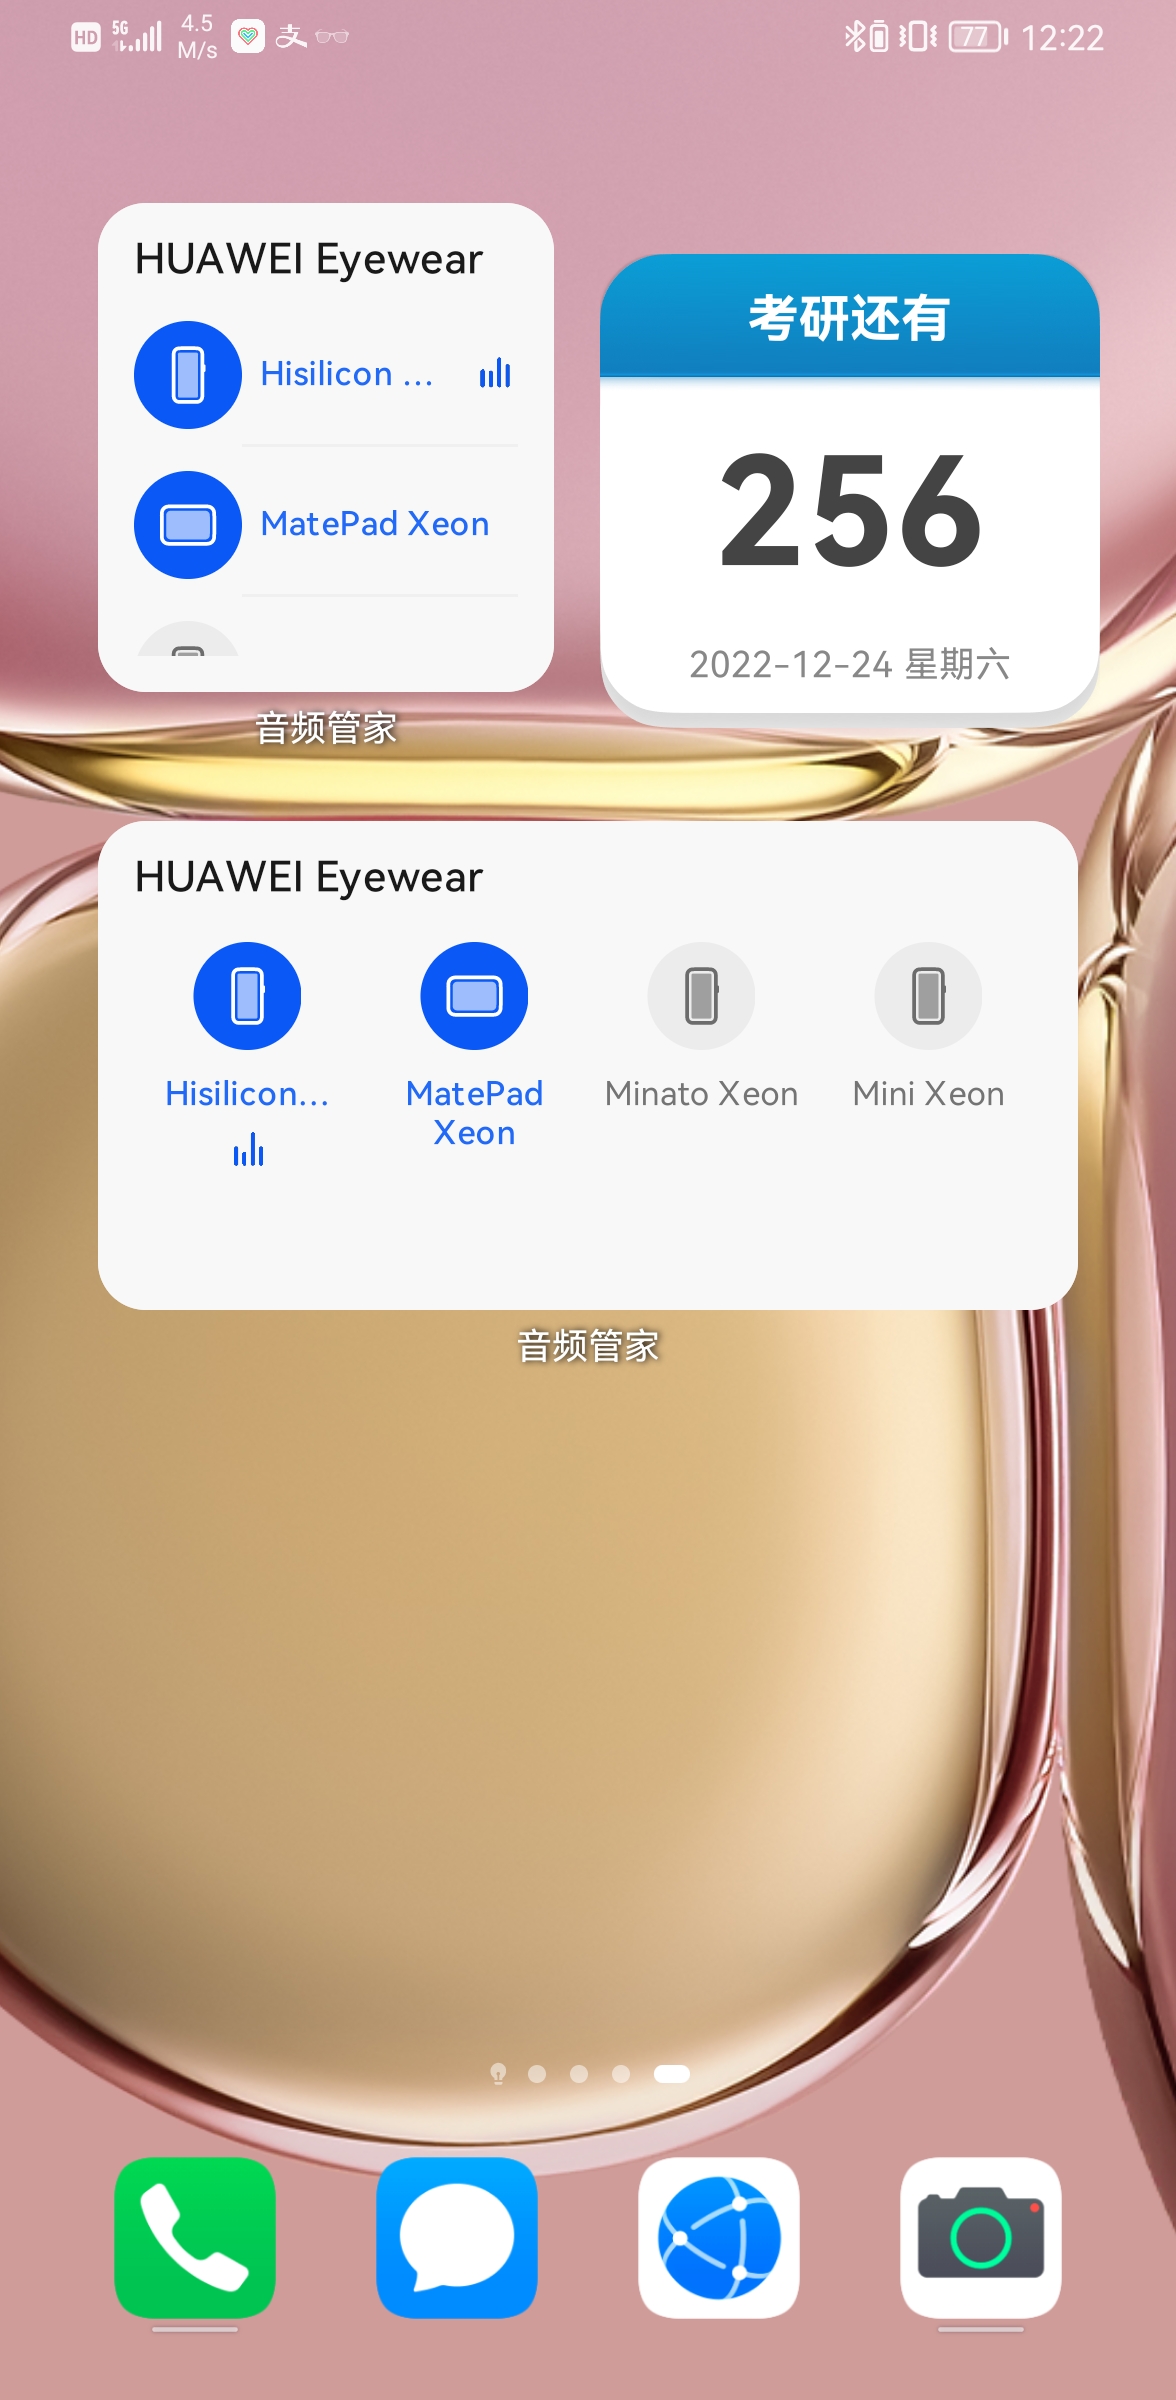 HD 5G 4.5 M/s 支 77 12:22
HUAWEI Eyewear
Hisilicon ...
MatePad Xeon
音频管家
考研还有
256
2022-12-24 星期六
HUAWEI Eyewear
Hisilicon...
MatePad
Xeon
Minato Xeon
Mini Xeon
音频管家